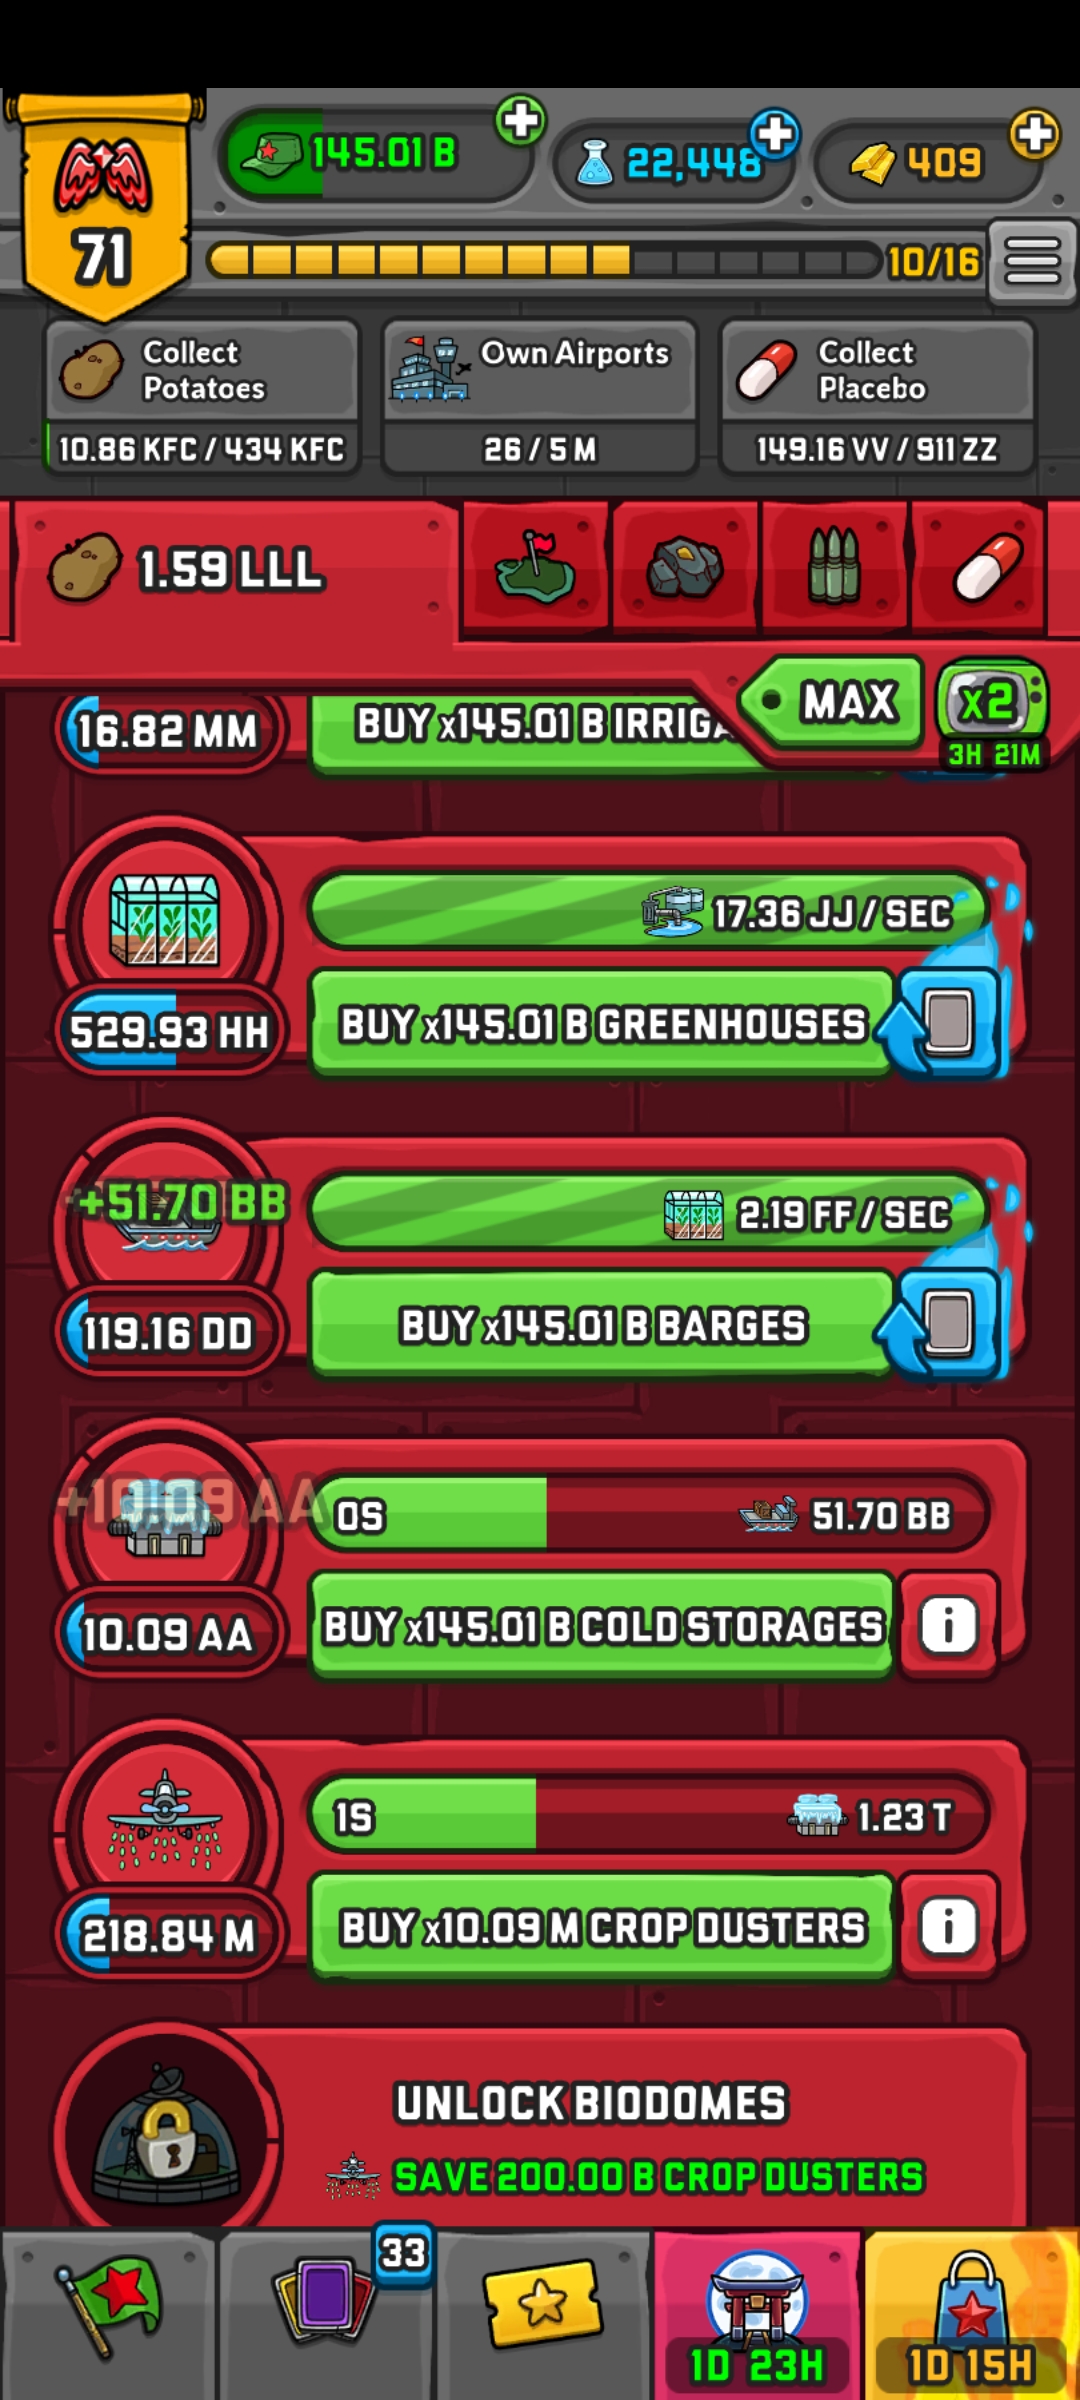 145.01 B
22,448
409
71
10/16
Collect
Potatoes
10.86 KFC / 434 KFC
Own Airports
26 / 5 M
Collect
Placebo
149.16 VV / 911 ZZ
1.59 LLL
MAX
x2
3H 21M
16.82 MM
BUY x145.01 B IRRIGA
17.36 JJ / SEC
529.93 HH
BUY x145.01 B GREENHOUSES
+51.70 BB
2.19 FF / SEC
119.16 DD
BUY x145.01 B BARGES
+10.09 AA
0S
51.70 BB
10.09 AA
BUY x145.01 B COLD STORAGES
i
1S
1.23 T
218.84 M
BUY x10.09 M CROP DUSTERS
i
UNLOCK BIODOMES
SAVE 200.00 B CROP DUSTERS
33
1D 23H
1D 15H